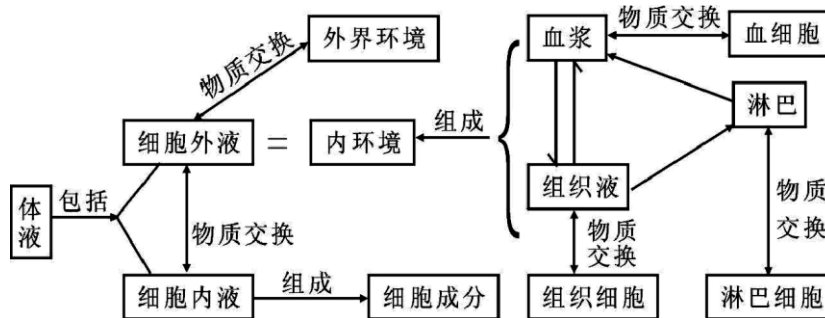 外界环境
物质交换
细胞外液
=
内环境
组成
血浆
物质交换
血细胞
淋巴
组织液
物质
交换
物质
交换
组织细胞
淋巴细胞
体
液
包括
物质交换
细胞内液
组成
细胞成分